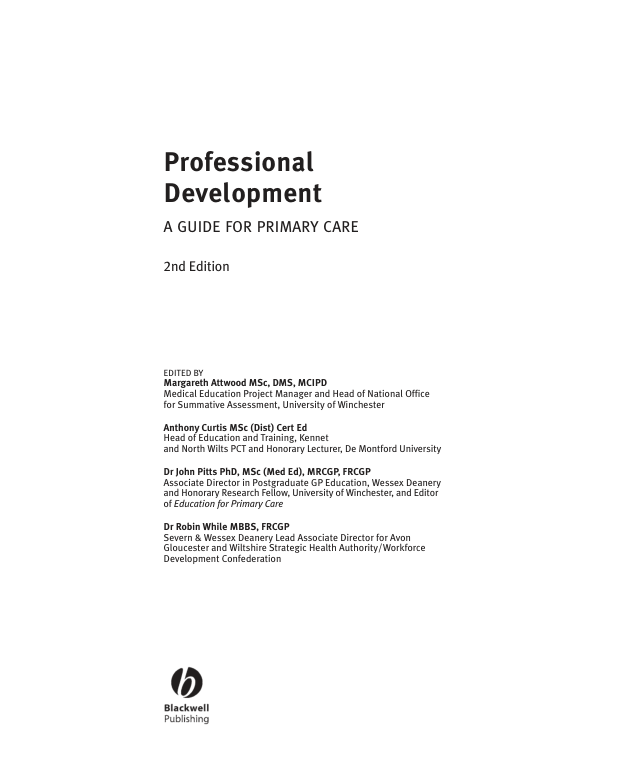 Professional
Development
A GUIDE FOR PRIMARY CARE
2nd Edition
EDITED BY
Margareth Attwood MSc, DMS, MCIPD
Medical Education Project Manager and Head of National Office
for Summative Assessment, University of Winchester
Anthony Curtis MSc (Dist) Cert Ed
Head of Education and Training, Kennet
and North Wilts PCT and Honorary Lecturer, De Montford University
Dr John Pitts PhD, MSc (Med Ed), MRCGP, FRCGP
Associate Director in Postgraduate GP Education, Wessex Deanery
and Honorary Research Fellow, University of Winchester, and Editor
of Education for Primary Care
Dr Robin While MBBS, FRCGP
Severn & Wessex Deanery Lead Associate Director for Avon
Gloucester and Wiltshire Strategic Health Authority/Workforce
Development Confederation
b
Blackwell
Publishing